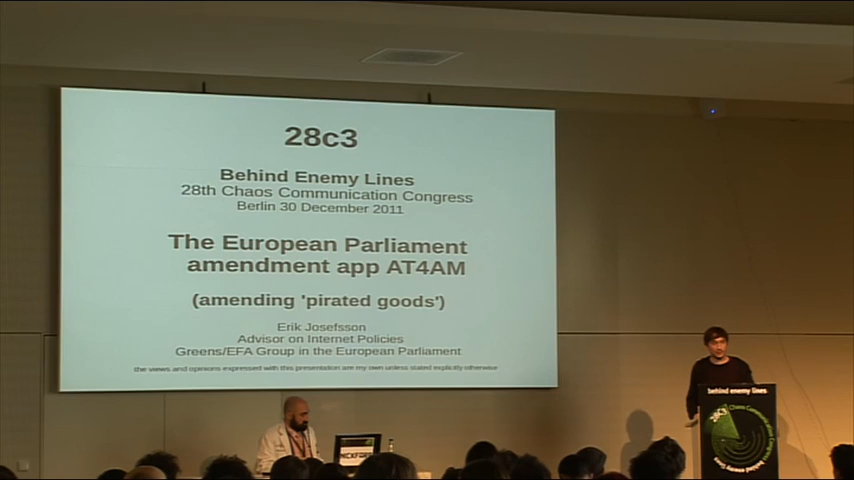 28c3
Behind Enemy Lines
28th Chaos Communication Congress
Berlin 30 December 2011
The European Parliament
amendment app AT4AM
(amending 'pirated goods')
Erik Josefsson
Advisor on Internet Policies
Greens/EFA Group in the European Parliament
the views and opinions expressed with this presentation are my own unless stated explicitly otherwise
behind enemy lines